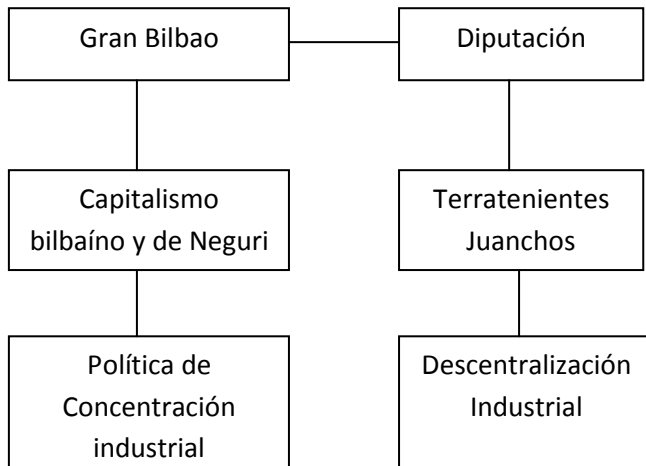 Gran Bilbao
Diputación
Capitalismo
bilbaíno y de Neguri
Terratenientes
Juanchos
Política de
Concentración
industrial
Descentralización
Industrial